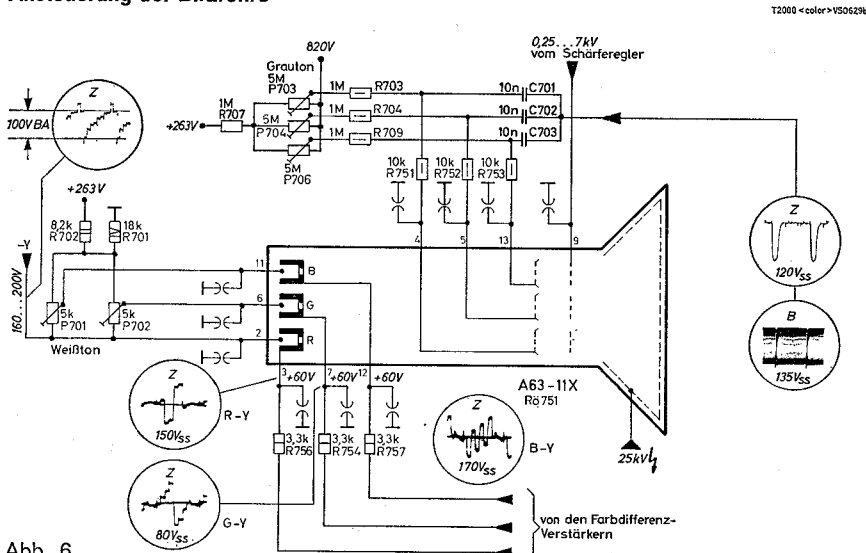 T2000 <color> VS0629b
820V
0,25...7kV
vom Schärferegler
Grauton
5M
P703
1M
R703
10n
C701
Z
1M
R707
1M
R704
10n
C702
100V BA
+263V
5M
P704
1M
R709
10n
C703
5M
P706
10k
R751
10k
R752
10k
R753
+263V
8,2k
R702
18k
R701
Z
4
5
13
9
-Y
11
B
120Vss
160...200V
6
G
B
5k
P701
5k
P702
2
R
Weißton
135Vss
3
+60V
7
+60V
12
A63-11X
Rö751
Z
R-Y
Z
150Vss
3,3k
R756
3,3k
R754
3,3k
R757
B-Y
170Vss
25kV
Z
G-Y
80Vss
von den Farbdifferenz-
Verstärkern
Abb. 6